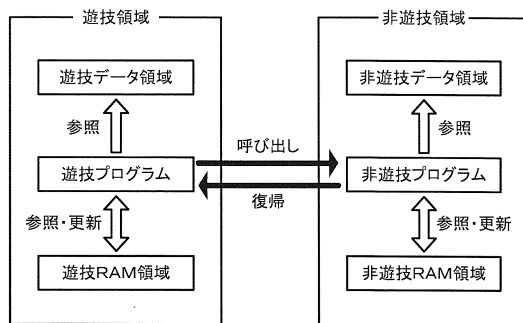 遊技領域
遊技データ領域
参照
遊技プログラム
参照・更新
遊技RAM領域
呼び出し
復帰
非遊技領域
非遊技データ領域
参照
非遊技プログラム
参照・更新
非遊技RAM領域